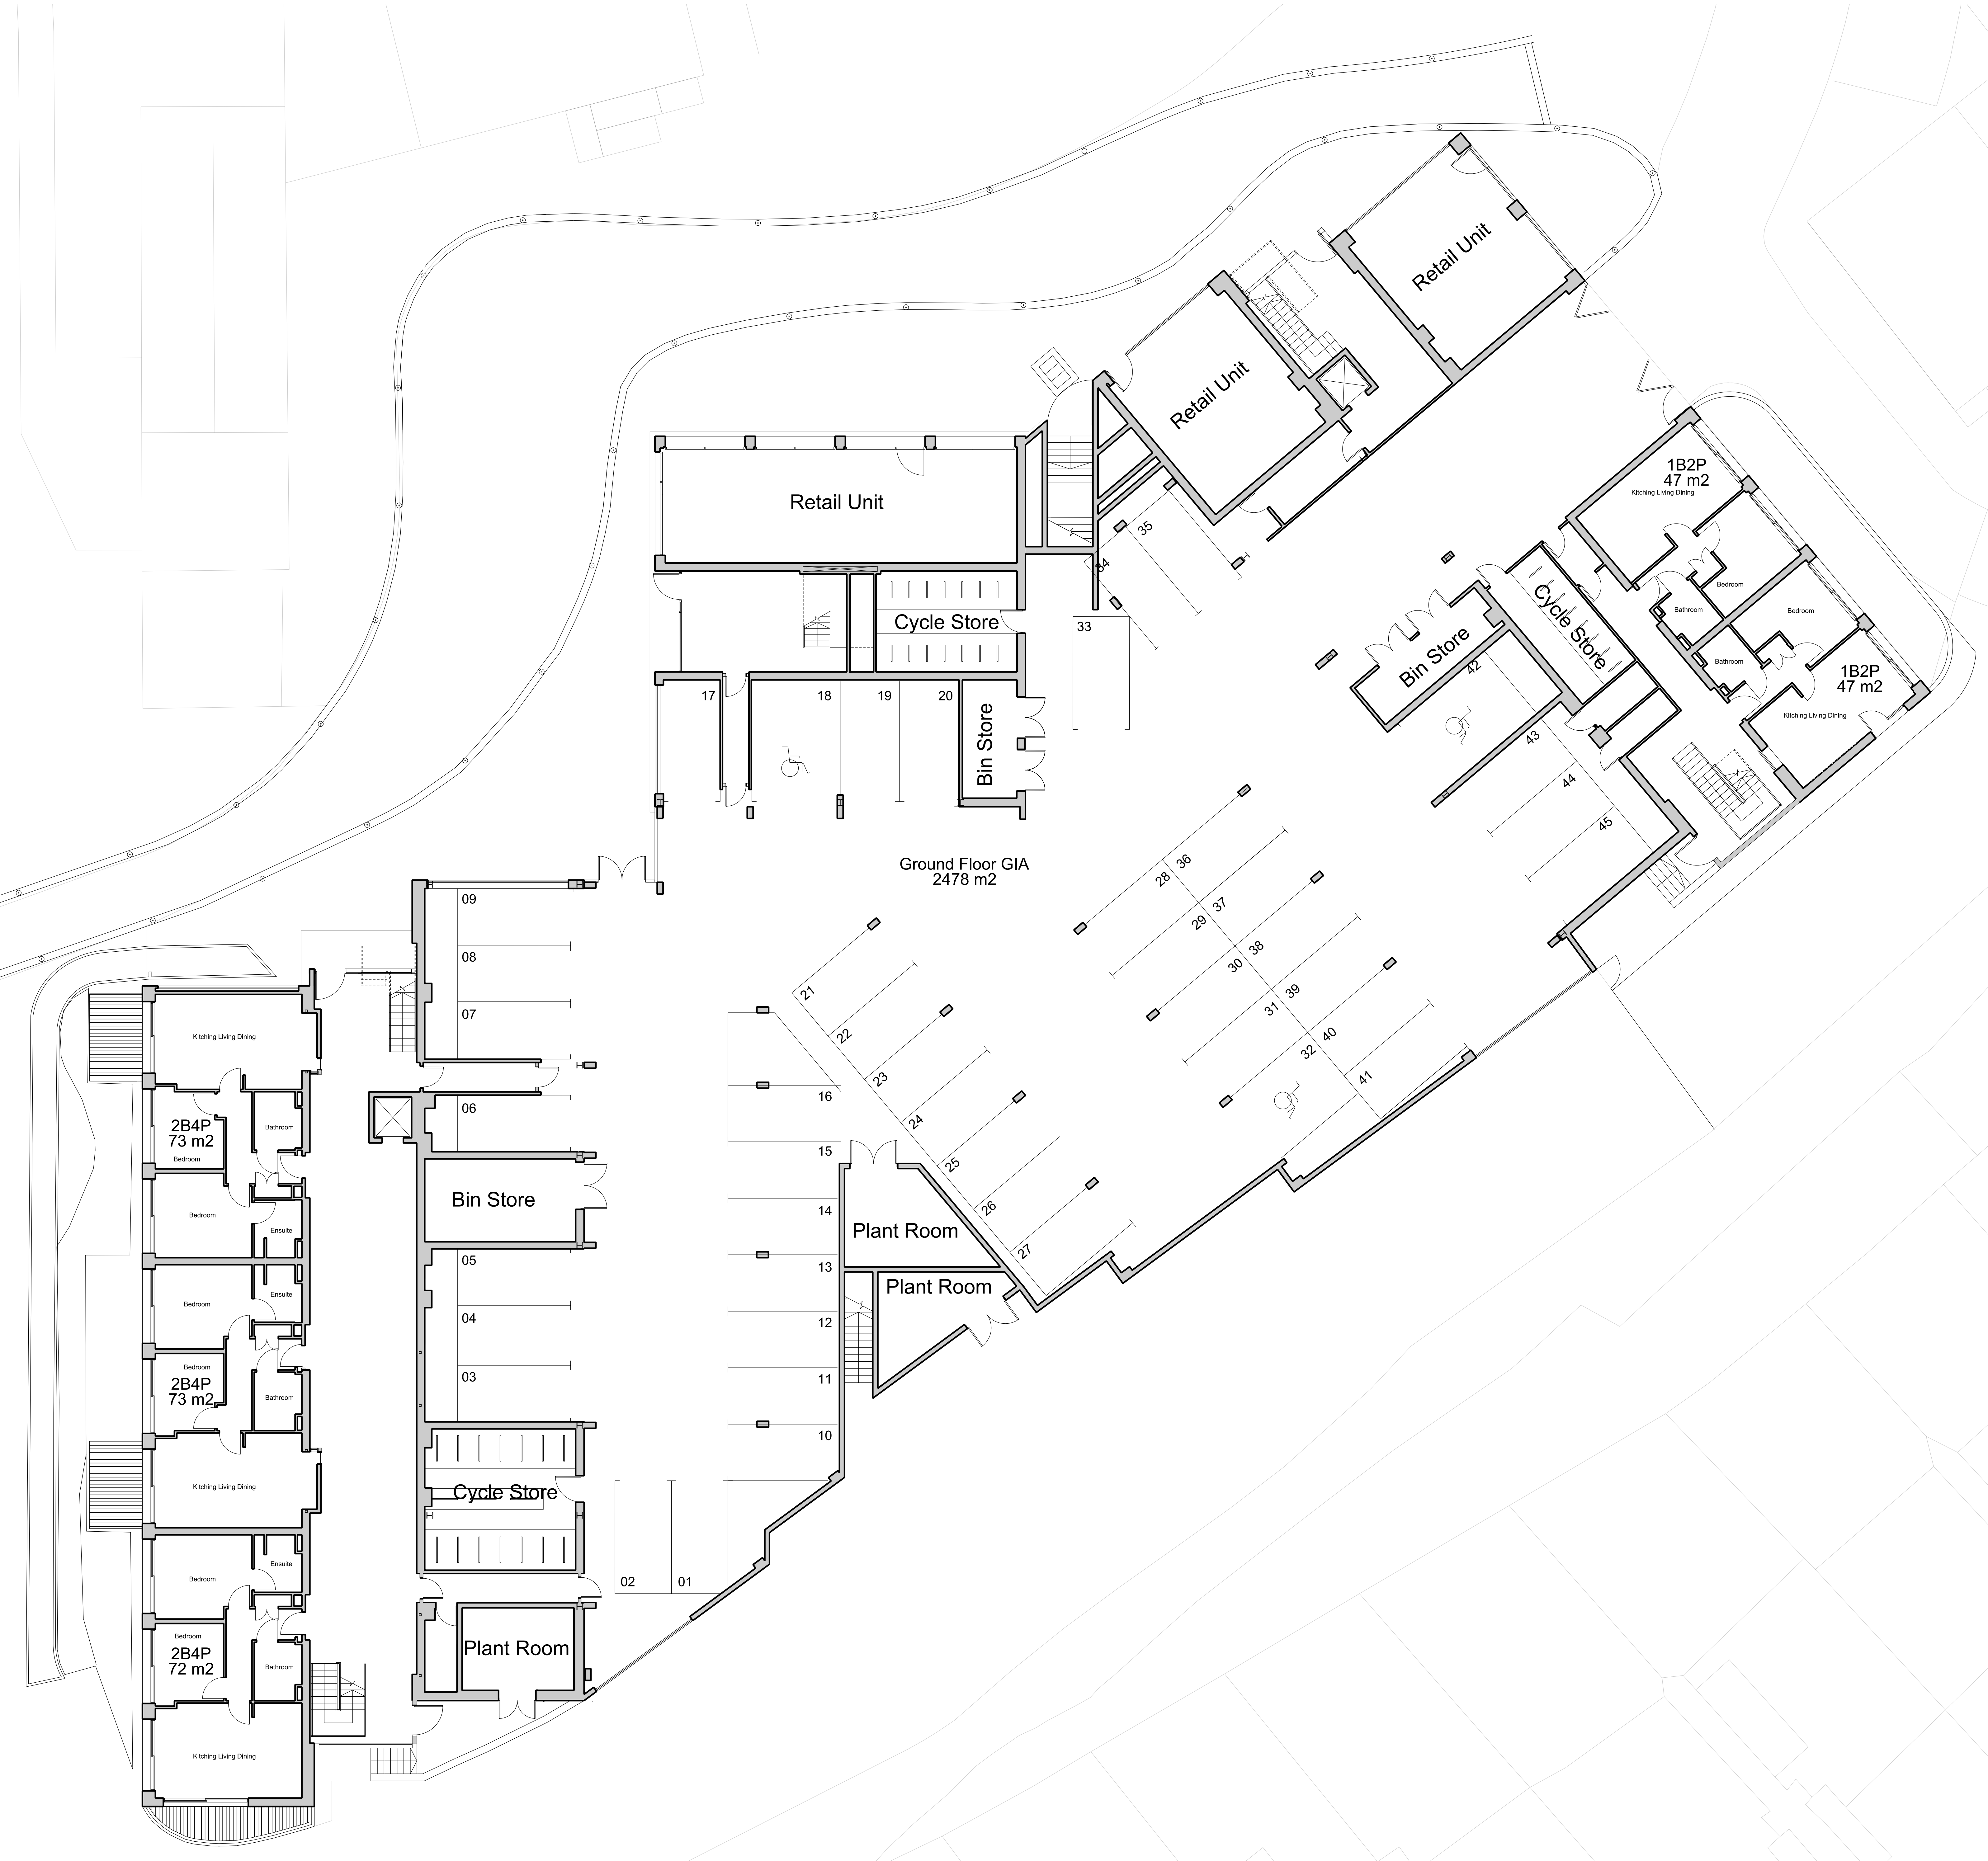 Retail Unit
Retail Unit
Retail Unit
1B2P
47 m2
Kitching Living Dining
Bedroom
Bathroom
Bedroom
Bathroom
1B2P
47 m2
Kitching Living Dining
Cycle Store
Bin Store
Cycle Store
Bin Store
35
34
33
17
18
19
20
42
43
44
45
Ground Floor GIA
2478 m2
36
28
37
29
38
30
39
31
40
32
41
21
22
23
24
25
26
27
09
08
07
06
Bin Store
05
04
03
Cycle Store
02
01
Plant Room
16
15
14
13
12
11
10
Plant Room
Plant Room
Kitching Living Dining
2B4P
73 m2
Bedroom
Bathroom
Bedroom
Ensuite
Bedroom
Ensuite
Bedroom
2B4P
73 m2
Bathroom
Kitching Living Dining
Bedroom
Ensuite
Bedroom
2B4P
72 m2
Bathroom
Kitching Living Dining